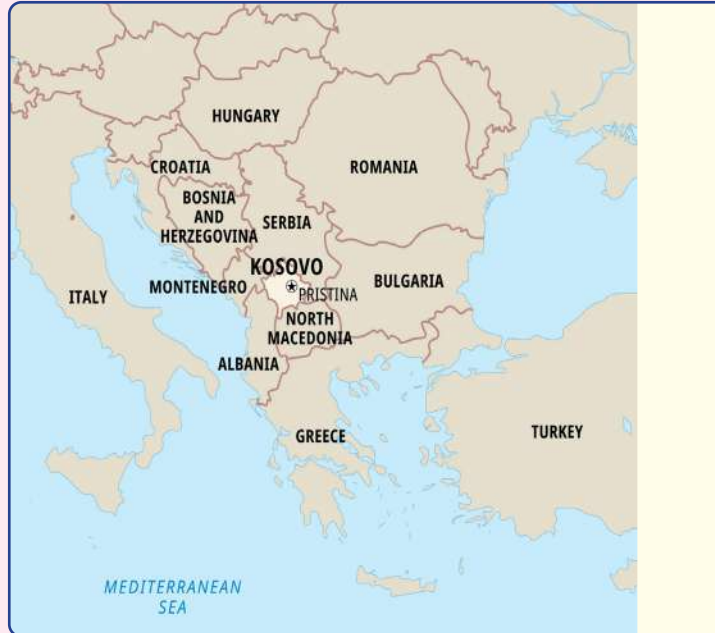 HUNGARY
CROATIA
ROMANIA
BOSNIA
AND
HERZEGOVINA
SERBIA
KOSOVO
BULGARIA
ITALY
MONTENEGRO
PRISTINA
NORTH
MACEDONIA
ALBANIA
GREECE
TURKEY
MEDITERRANEAN
SEA